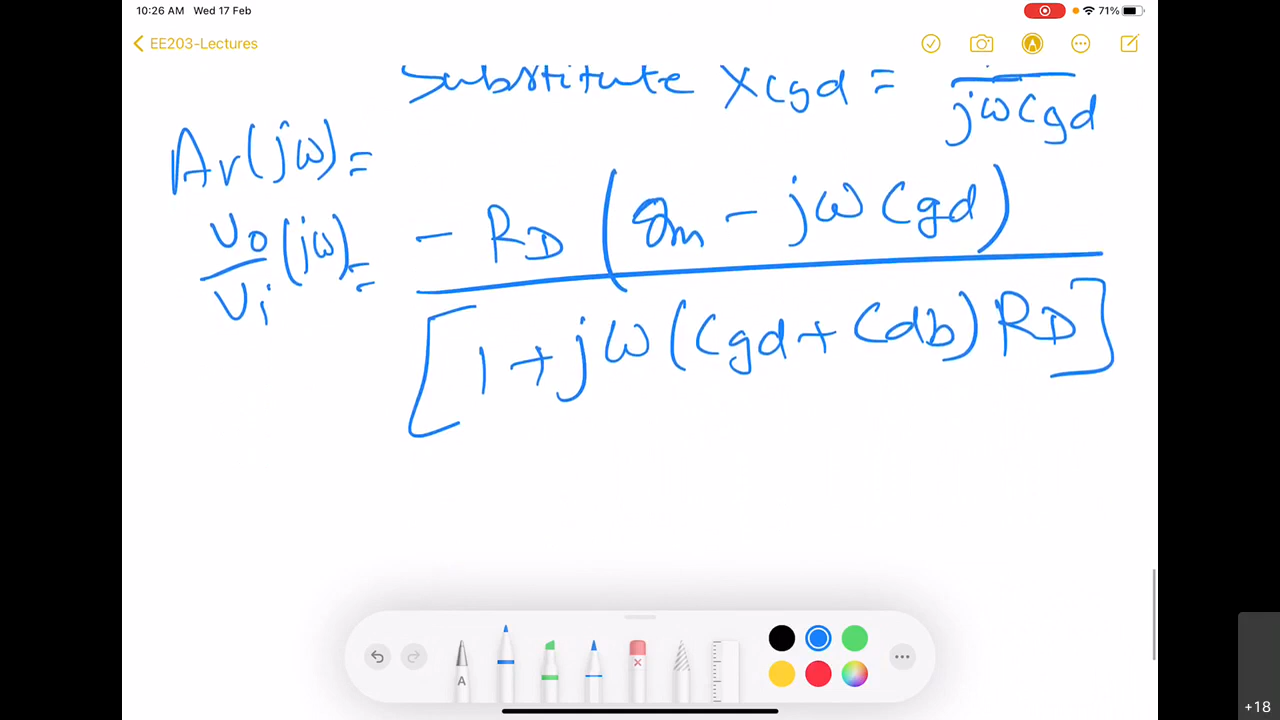 10:26 AM Wed 17 Feb 71%
EE203-Lectures
Substitute XCgd = 1/jωCgd
Av(jω) =
Vo/Vi (jω) = - RD (gm - jωCgd) / [1 + jω(Cgd + Cdb) RD]
A
+18